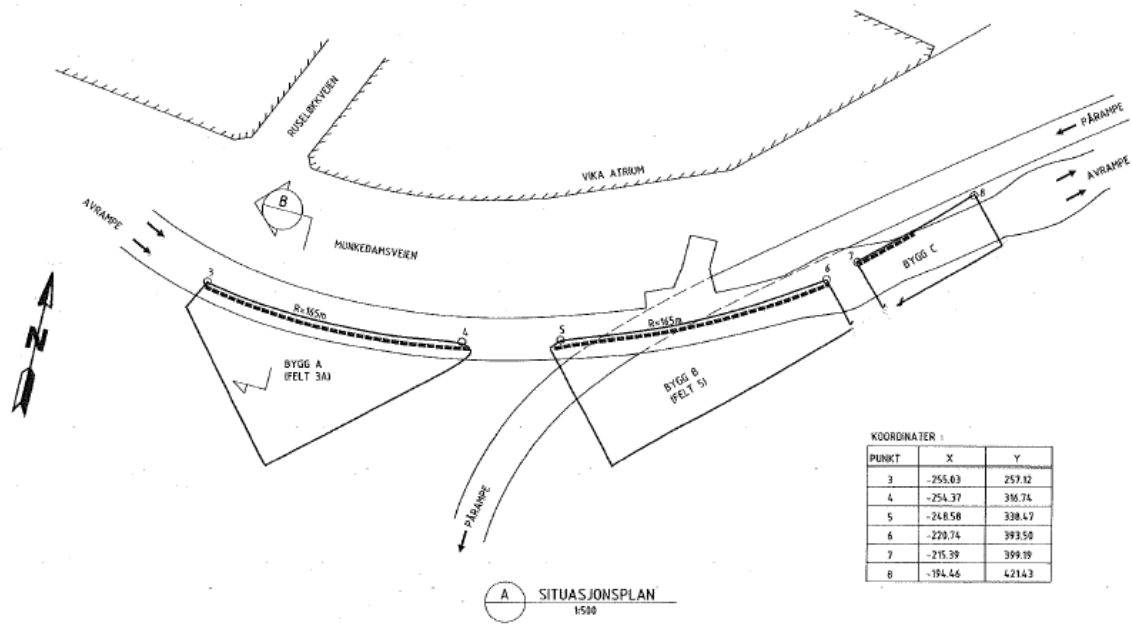 RUSELØKKVEIEN
PÅRAMPE
AVRAMPE
VIKA ATRIUM
AVRAMPE
B
MUNKEDAMSVEIEN
8
7
BYGG C
3
6
R=165m
4
5
R=165m
N
BYGG A
(FELT 3A)
BYGG B
(FELT 5)
PÅRAMPE
KOORDINATER :
PUNKT X Y
3 -255.03 257.12
4 -254.37 316.74
5 -248.58 338.47
6 -220.74 393.50
7 -215.39 399.19
8 -194.46 421.43
A SITUASJONSPLAN
1:500